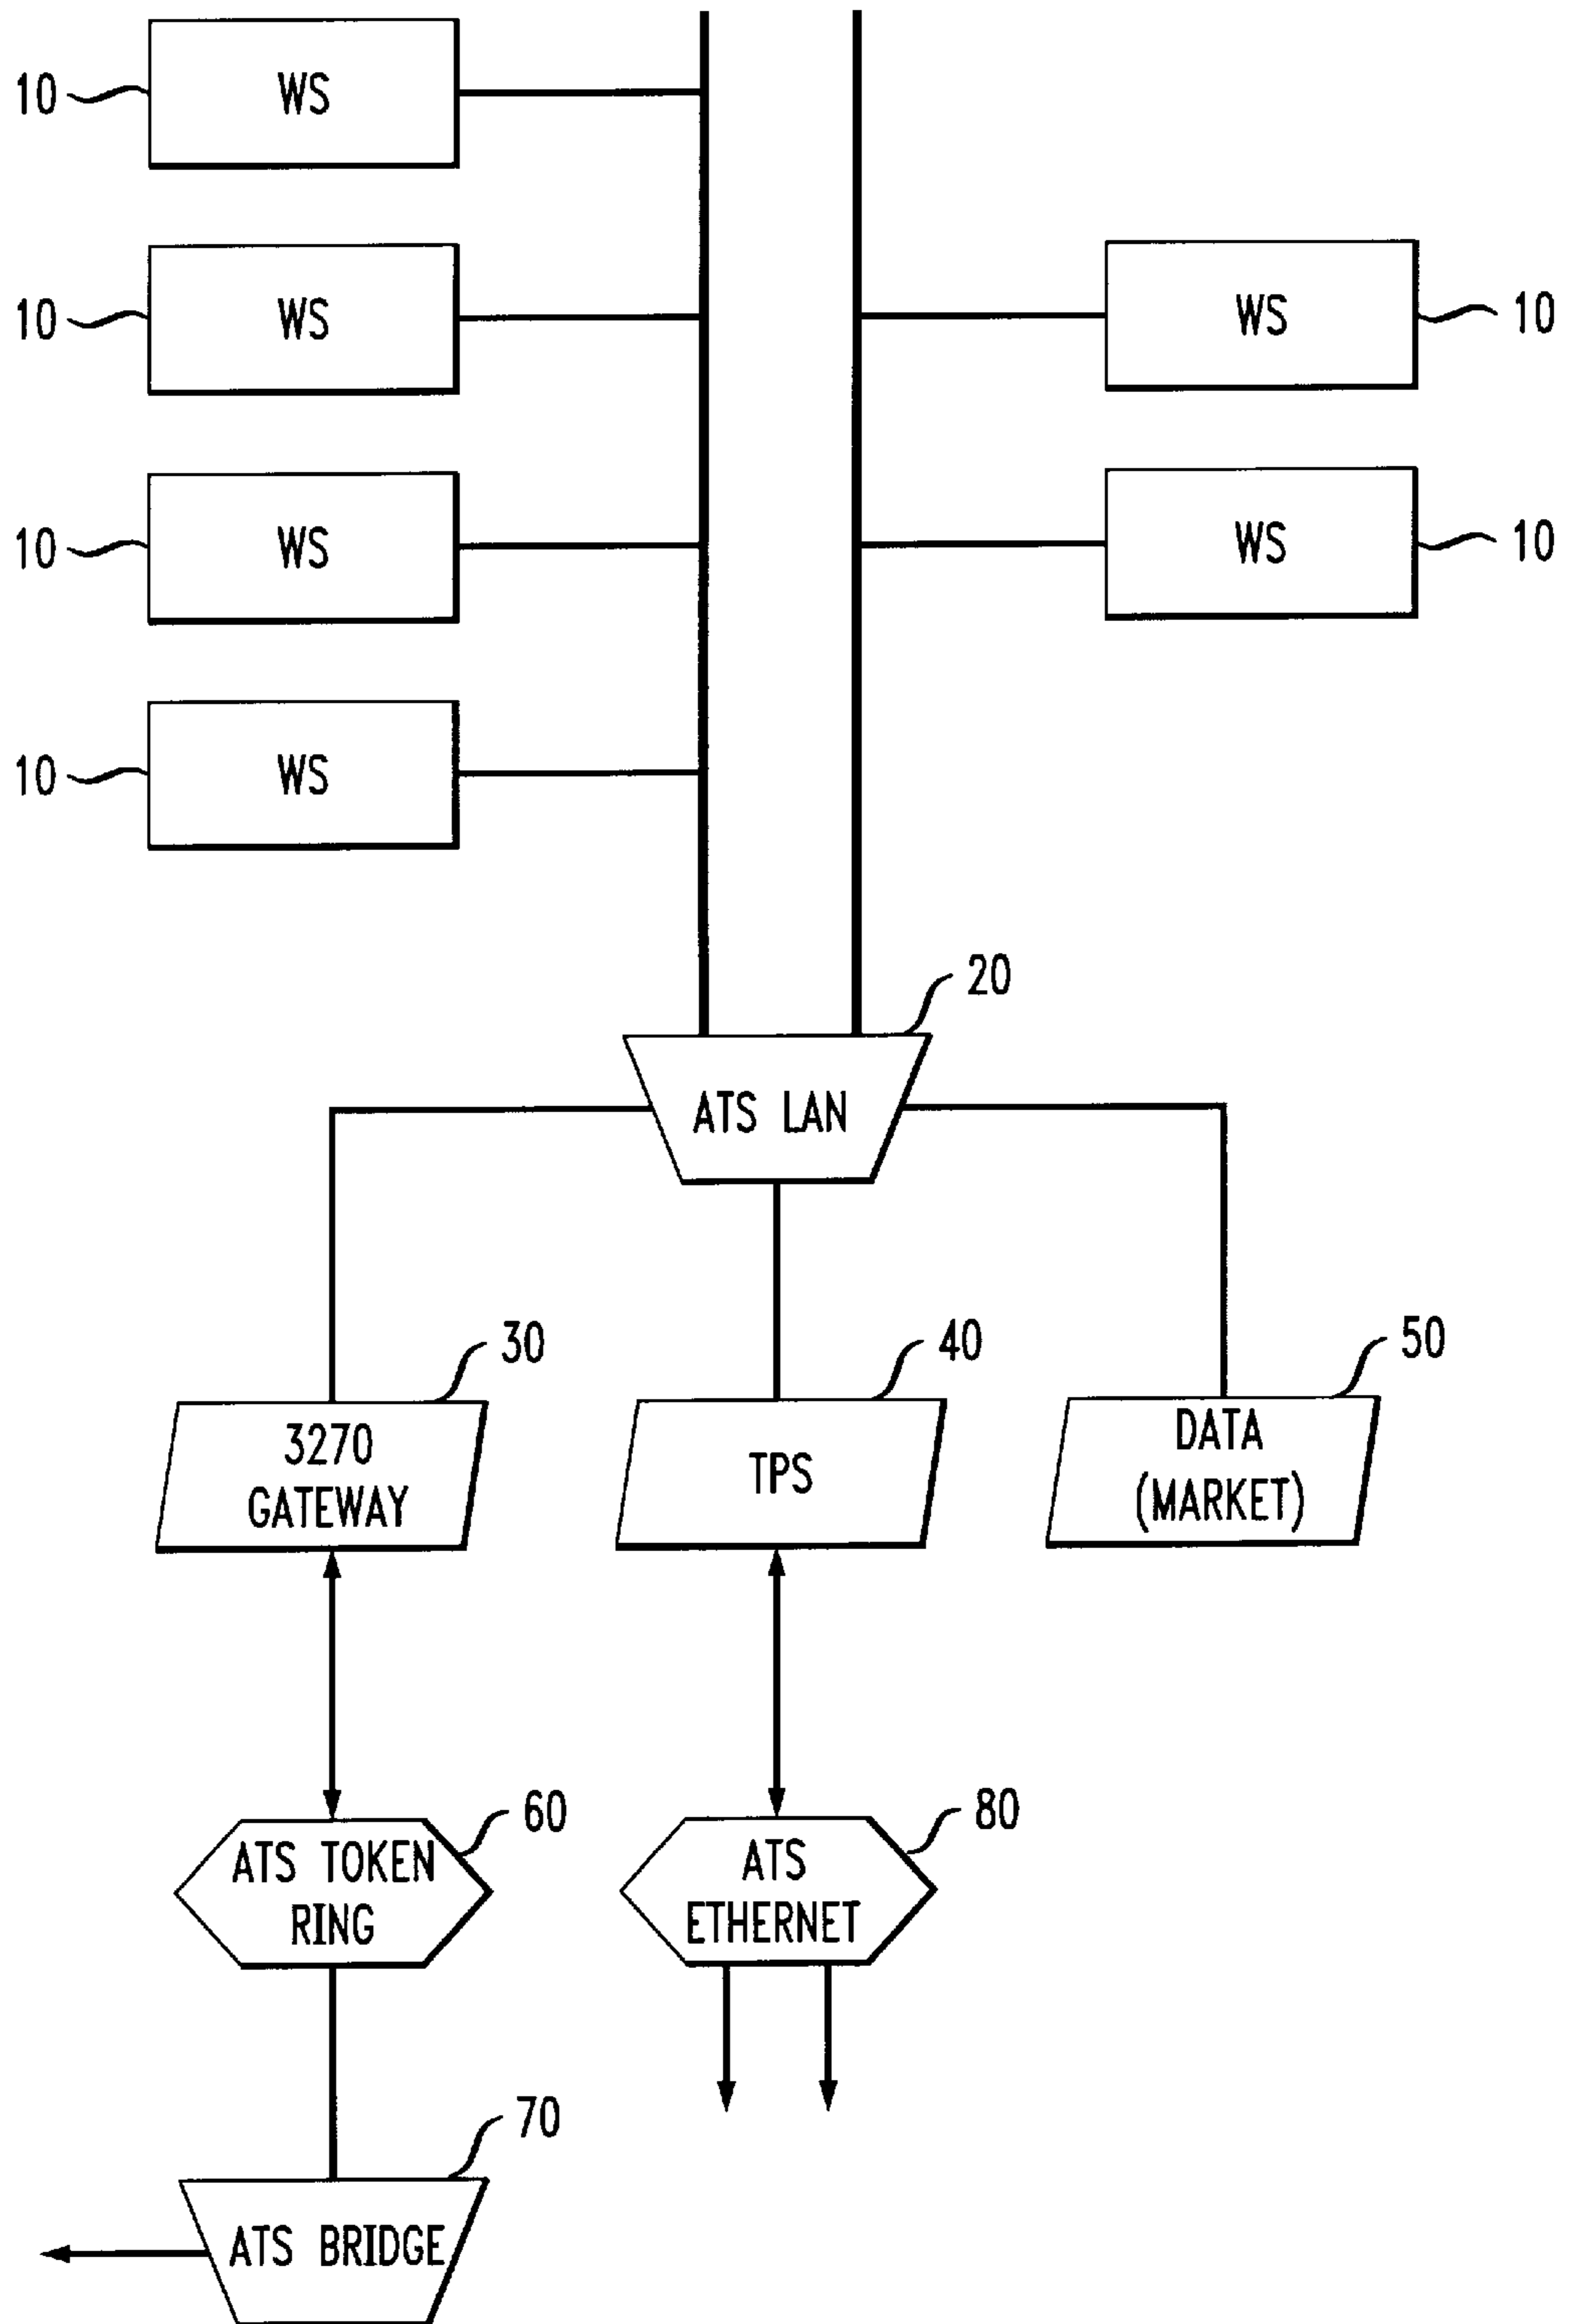 10 WS
10 WS
WS 10
10 WS
WS 10
10 WS
20
ATS LAN
30
40
50
3270
GATEWAY
TPS
DATA
(MARKET)
60
80
ATS TOKEN
RING
ATS
ETHERNET
70
ATS BRIDGE